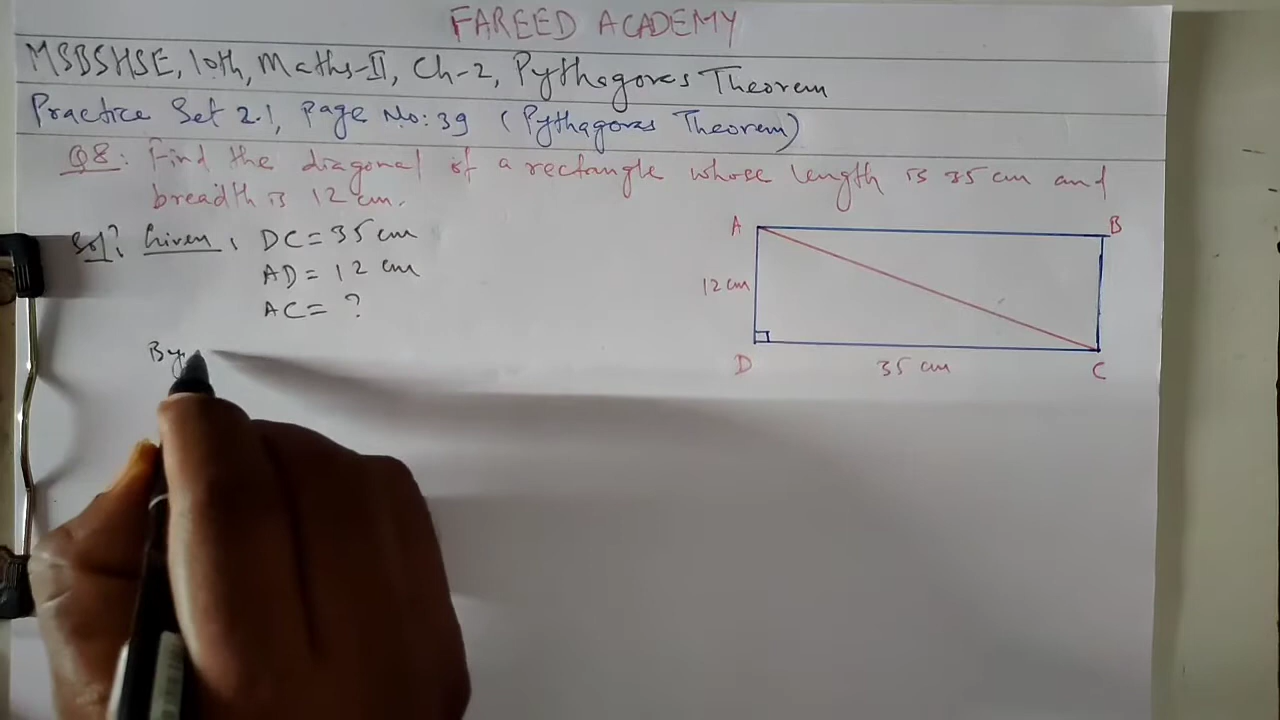 FAREED ACADEMY
MSBSHSE, 10th, Maths-II, Ch-2, Pythagoras Theorem
Practice Set 2.1, Page No: 39 (Pythagoras Theorem)
Q8: Find the diagonal of a rectangle whose length is 35 cm and
breadth is 12 cm.
Sol? Given, DC = 35 cm
AD = 12 cm
AC = ?
By
A
B
12 cm
D
35 cm
C